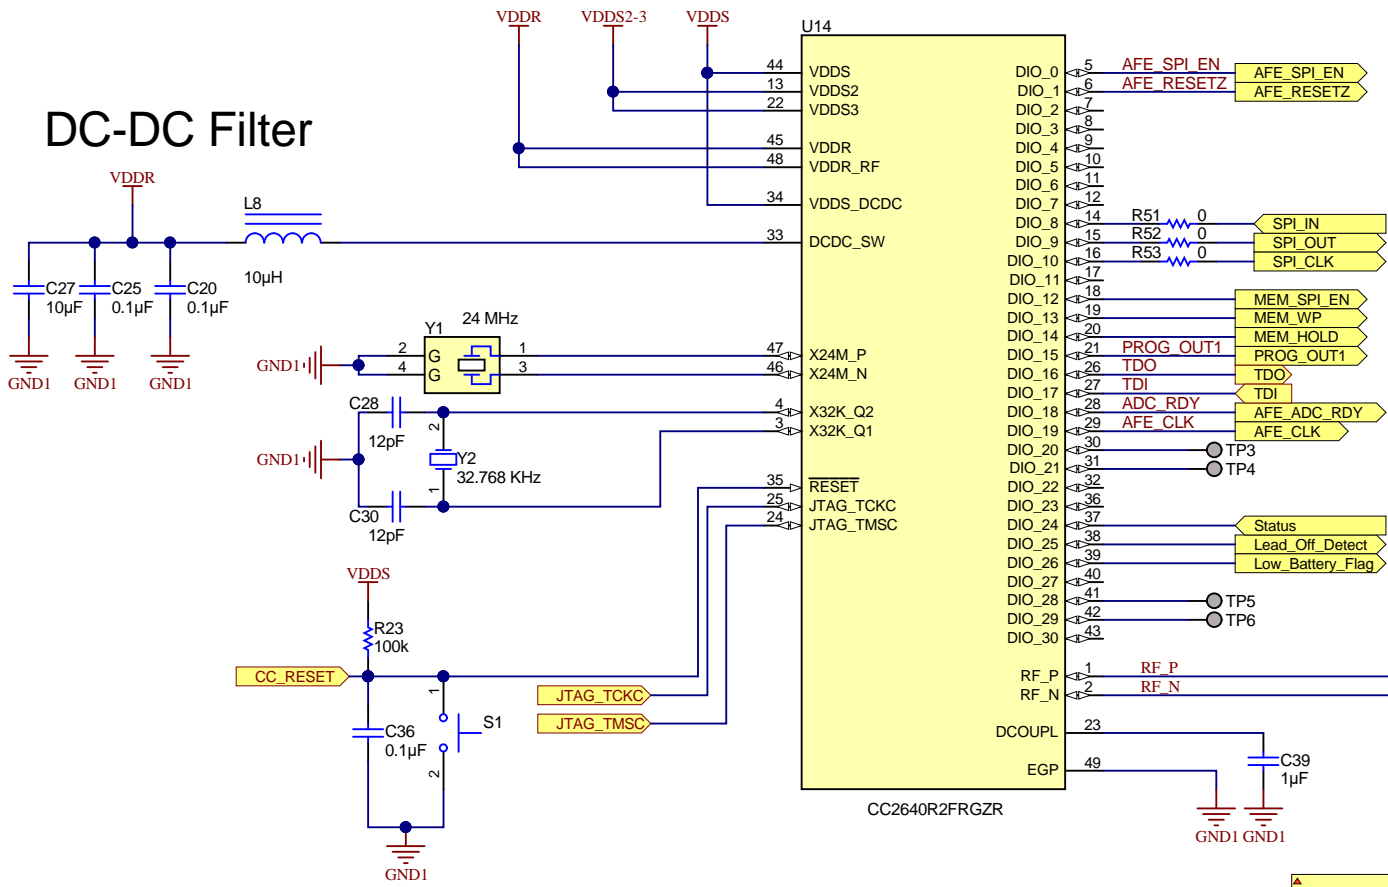 VDDR VDDS2-3 VDDS
U14
DC-DC Filter
VDDR
L8
10µH
C27 10µF
C25 0.1µF
C20 0.1µF
GND1 GND1 GND1
44 VDDS
13 VDDS2
22 VDDS3
45 VDDR
48 VDDR_RF
34 VDDS_DCDC
33 DCDC_SW
47 X24M_P
46 X24M_N
4 X32K_Q2
3 X32K_Q1
35 RESET
25 JTAG_TCKC
24 JTAG_TMSC
Y1 24 MHz
GND1 2 G 1
4 G 3
C28
12pF
GND1
2
Y2
32.768 KHz
1
C30
12pF
VDDS
R23
100k
CC_RESET
C36
0.1µF
1
S1
2
GND1
JTAG_TCKC
JTAG_TMSC
DIO_0 5 AFE_SPI_EN AFE_SPI_EN
DIO_1 6 AFE_RESETZ AFE_RESETZ
DIO_2 7
DIO_3 8
DIO_4 9
DIO_5 10
DIO_6 11
DIO_7 12
DIO_8 14 R51 0 SPI_IN
DIO_9 15 R52 0 SPI_OUT
DIO_10 16 R53 0 SPI_CLK
DIO_11 17
DIO_12 18 MEM_SPI_EN
DIO_13 19 MEM_WP
DIO_14 20 MEM_HOLD
DIO_15 21 PROG_OUT1 PROG_OUT1
DIO_16 26 TDO TDO
DIO_17 27 TDI TDI
DIO_18 28 ADC_RDY AFE_ADC_RDY
DIO_19 29 AFE_CLK AFE_CLK
DIO_20 30 TP3
DIO_21 31 TP4
DIO_22 32
DIO_23 36
DIO_24 37 Status
DIO_25 38 Lead_Off_Detect
DIO_26 39 Low_Battery_Flag
DIO_27 40
DIO_28 41 TP5
DIO_29 42 TP6
DIO_30 43
RF_P 1 RF_P
RF_N 2 RF_N
DCOUPL 23
EGP 49
C39
1µF
GND1 GND1
CC2640R2FRGZR